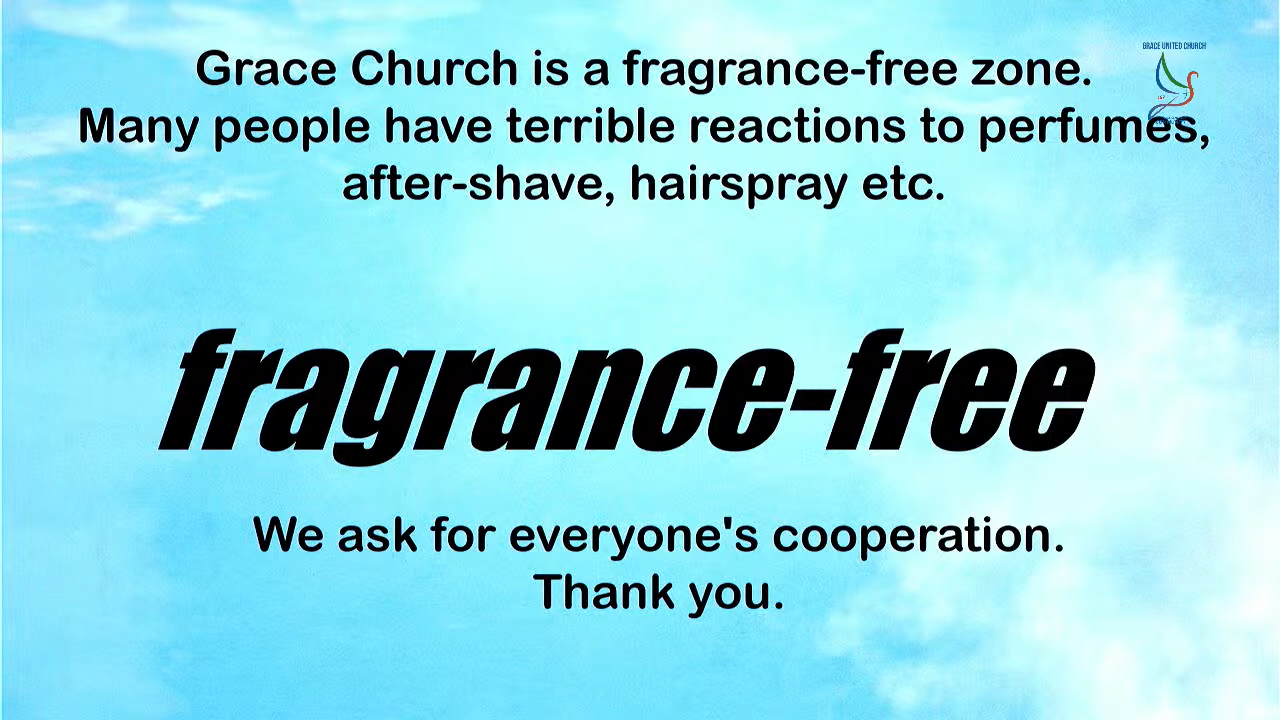 GRACE UNITED CHURCH
Grace Church is a fragrance-free zone.
Many people have terrible reactions to perfumes,
after-shave, hairspray etc.
fragrance-free
We ask for everyone's cooperation.
Thank you.